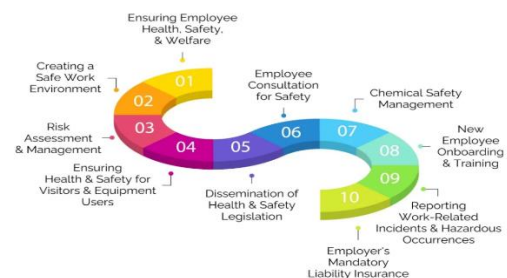 Ensuring Employee
Health, Safety,
& Welfare
01
Creating a
Safe Work
Environment
02
Risk
Assessment
& Management
03
Ensuring
Health & Safety for
Visitors & Equipment
Users
04
Dissemination of
Health & Safety
Legislation
05
Employee
Consultation
for Safety
06
Chemical Safety
Management
07
New
Employee
Onboarding
& Training
08
Reporting
Work-Related
Incidents & Hazardous
Occurrences
09
Employer's
Mandatory
Liability Insurance
10